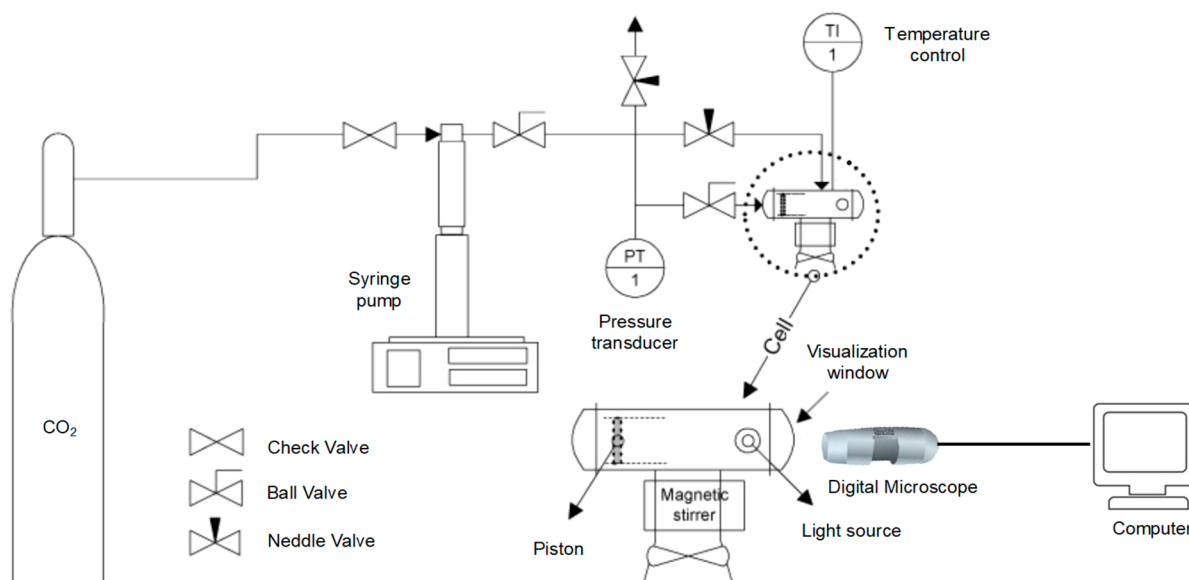 TI
1
Temperature
control
Syringe
pump
PT
1
Pressure
transducer
Cell
Visualization
window
CO₂
Check Valve
Ball Valve
Neddle Valve
Magnetic
stirrer
Piston
Light source
Digital Microscope
Computer